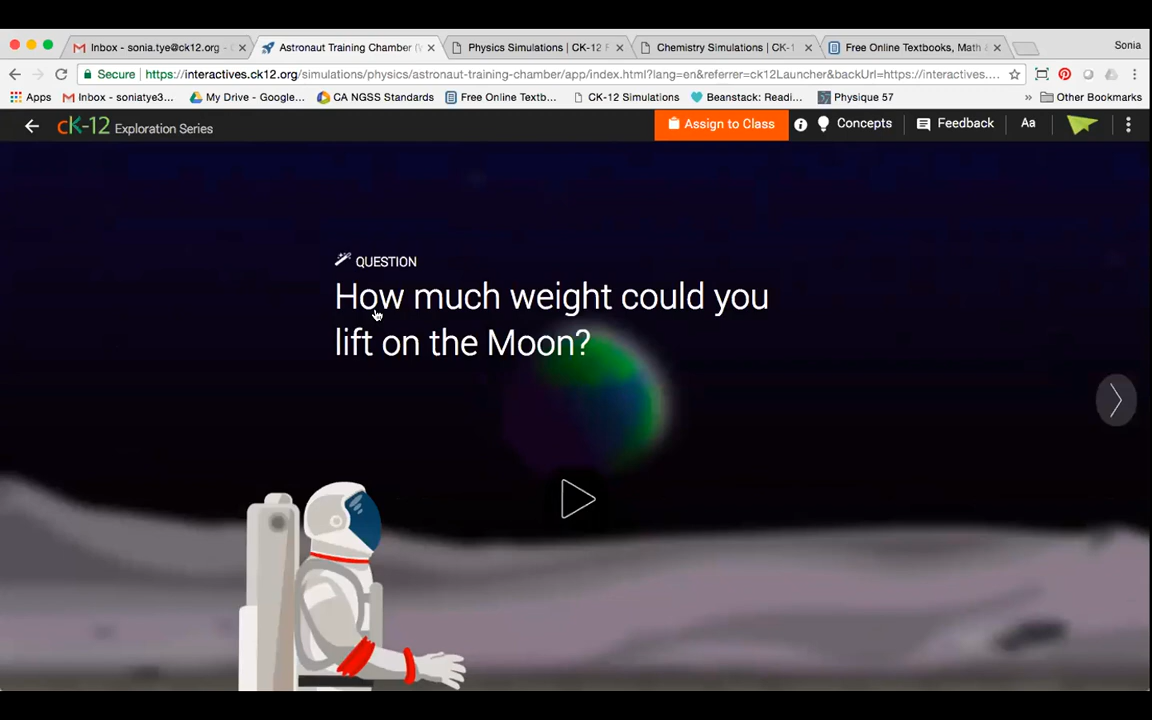 Inbox - sonia.tye@ck12.org
Astronaut Training Chamber (
Physics Simulations | CK-12 F
Chemistry Simulations | CK-1
Free Online Textbooks, Math &
Sonia
Secure https://interactives.ck12.org/simulations/physics/astronaut-training-chamber/app/index.html?lang=en&referrer=ck12Launcher&backUrl=https://interactives....
Apps Inbox - soniatye3... My Drive - Google... CA NGSS Standards Free Online Textb... CK-12 Simulations Beanstack: Readi... Physique 57 » Other Bookmarks
cK-12 Exploration Series Assign to Class Concepts Feedback Aa
QUESTION
How much weight could you
lift on the Moon?